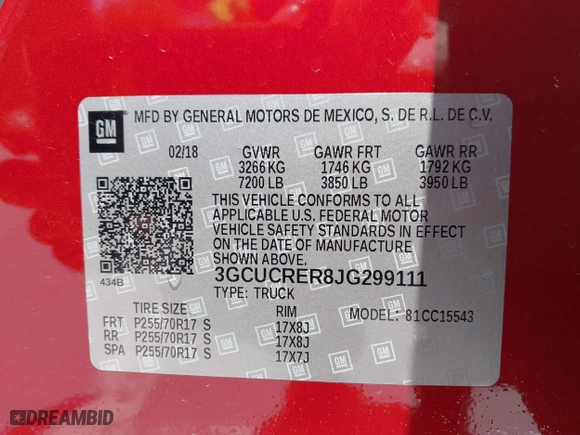 GM MFD BY GENERAL MOTORS DE MEXICO, S. DE R.L. DE C.V.
02/18 GVWR GAWR FRT GAWR RR
3266 KG 1746 KG 1792 KG
7200 LB 3850 LB 3950 LB
THIS VEHICLE CONFORMS TO ALL
APPLICABLE U.S. FEDERAL MOTOR
VEHICLE SAFETY STANDARDS IN EFFECT
ON THE DATE OF MANUFACTURE
SHOWN ABOVE.
434B 3GCUCRER8JG299111
TYPE: TRUCK
TIRE SIZE RIM MODEL: 81CC15543
FRT P255/70R17 S 17X8J
RR P255/70R17 S 17X8J
SPA P255/70R17 S 17X7J
DREAMBID